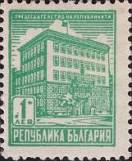 ПРЕДСЕДАТЕЛСТВО НА РЕПУБЛИКАТА
1
ЛЕВ
РЕПУБЛИКА БЪЛГАРИЯ